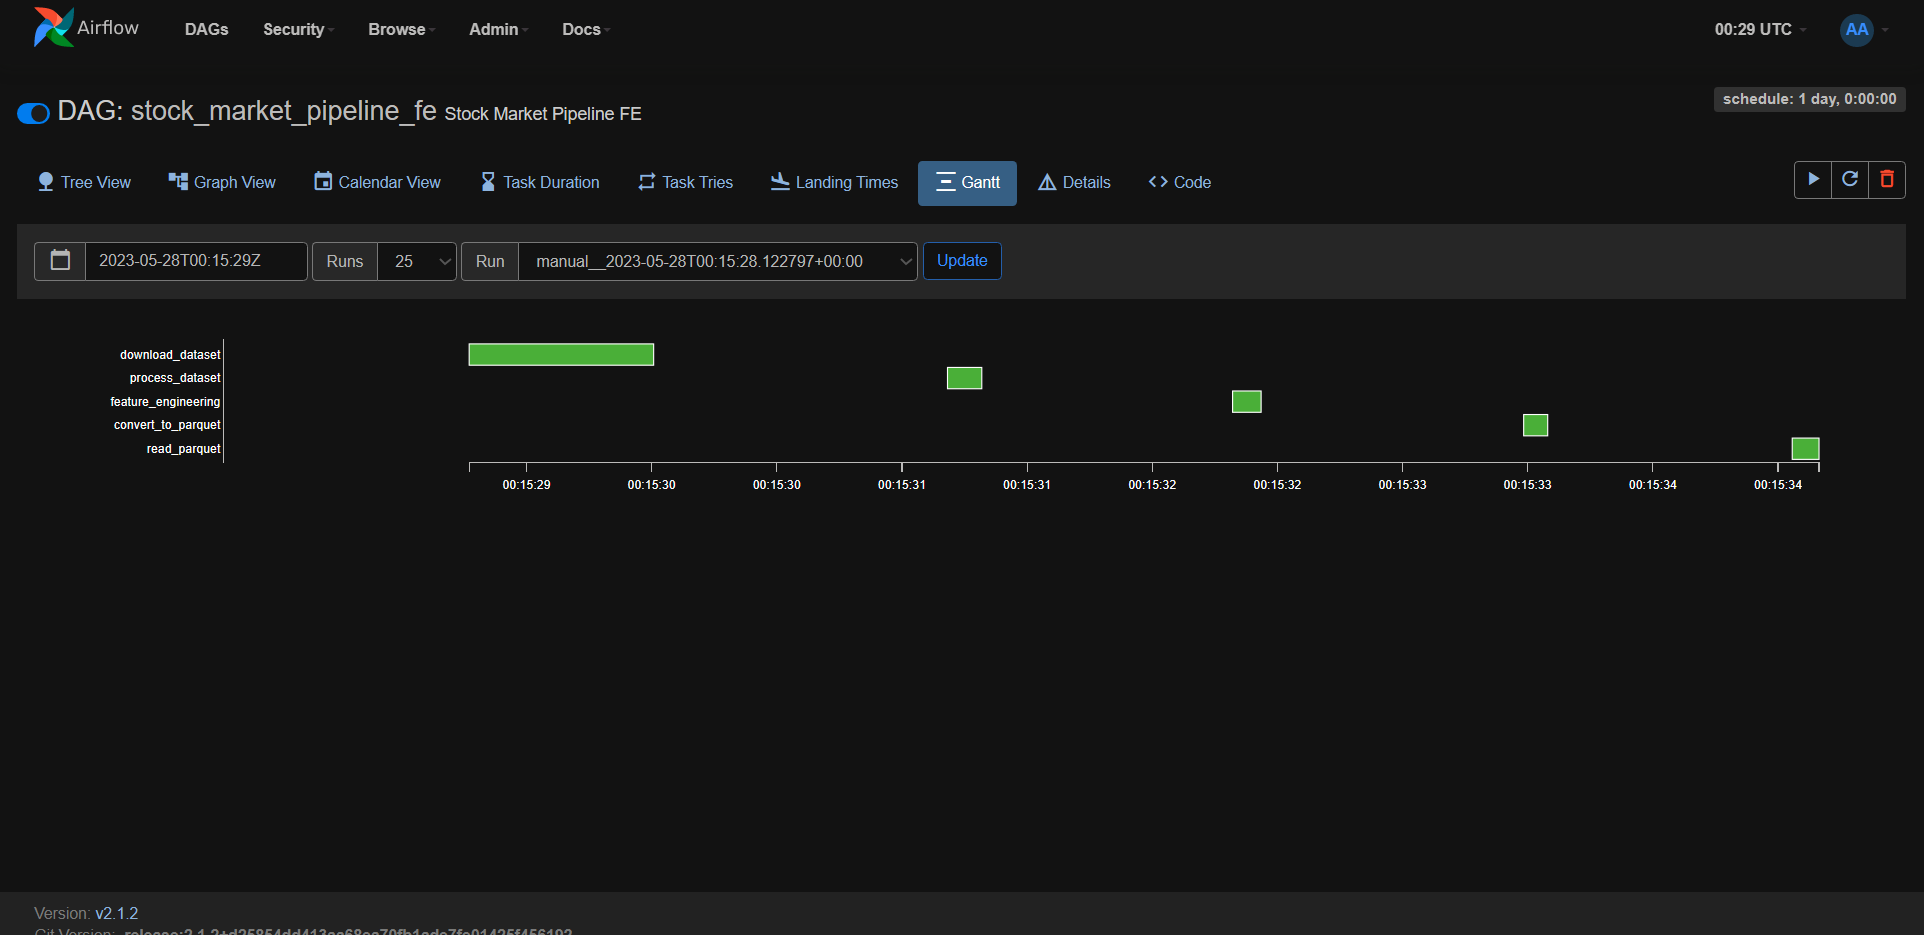 Airflow DAGs Security Browse Admin Docs 00:29 UTC AA
DAG: stock_market_pipeline_fe Stock Market Pipeline FE schedule: 1 day, 0:00:00
Tree View Graph View Calendar View Task Duration Task Tries Landing Times Gantt Details Code
2023-05-28T00:15:29Z Runs 25 Run manual__2023-05-28T00:15:28.122797+00:00 Update
download_dataset
process_dataset
feature_engineering
convert_to_parquet
read_parquet
00:15:29 00:15:30 00:15:30 00:15:31 00:15:31 00:15:32 00:15:32 00:15:33 00:15:33 00:15:34 00:15:34
Version: v2.1.2
Git Version: